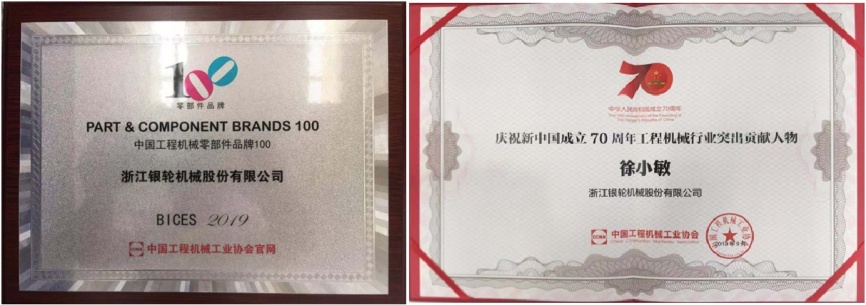 100
零部件品牌
PART & COMPONENT BRANDS 100
中国工程机械零部件品牌100
浙江银轮机械股份有限公司
BICES 2019
CCMA 中国工程机械工业协会官网
70
中华人民共和国成立70周年
庆祝新中国成立70周年工程机械行业突出贡献人物
徐小敏
浙江银轮机械股份有限公司
CCMA 中国工程机械工业协会